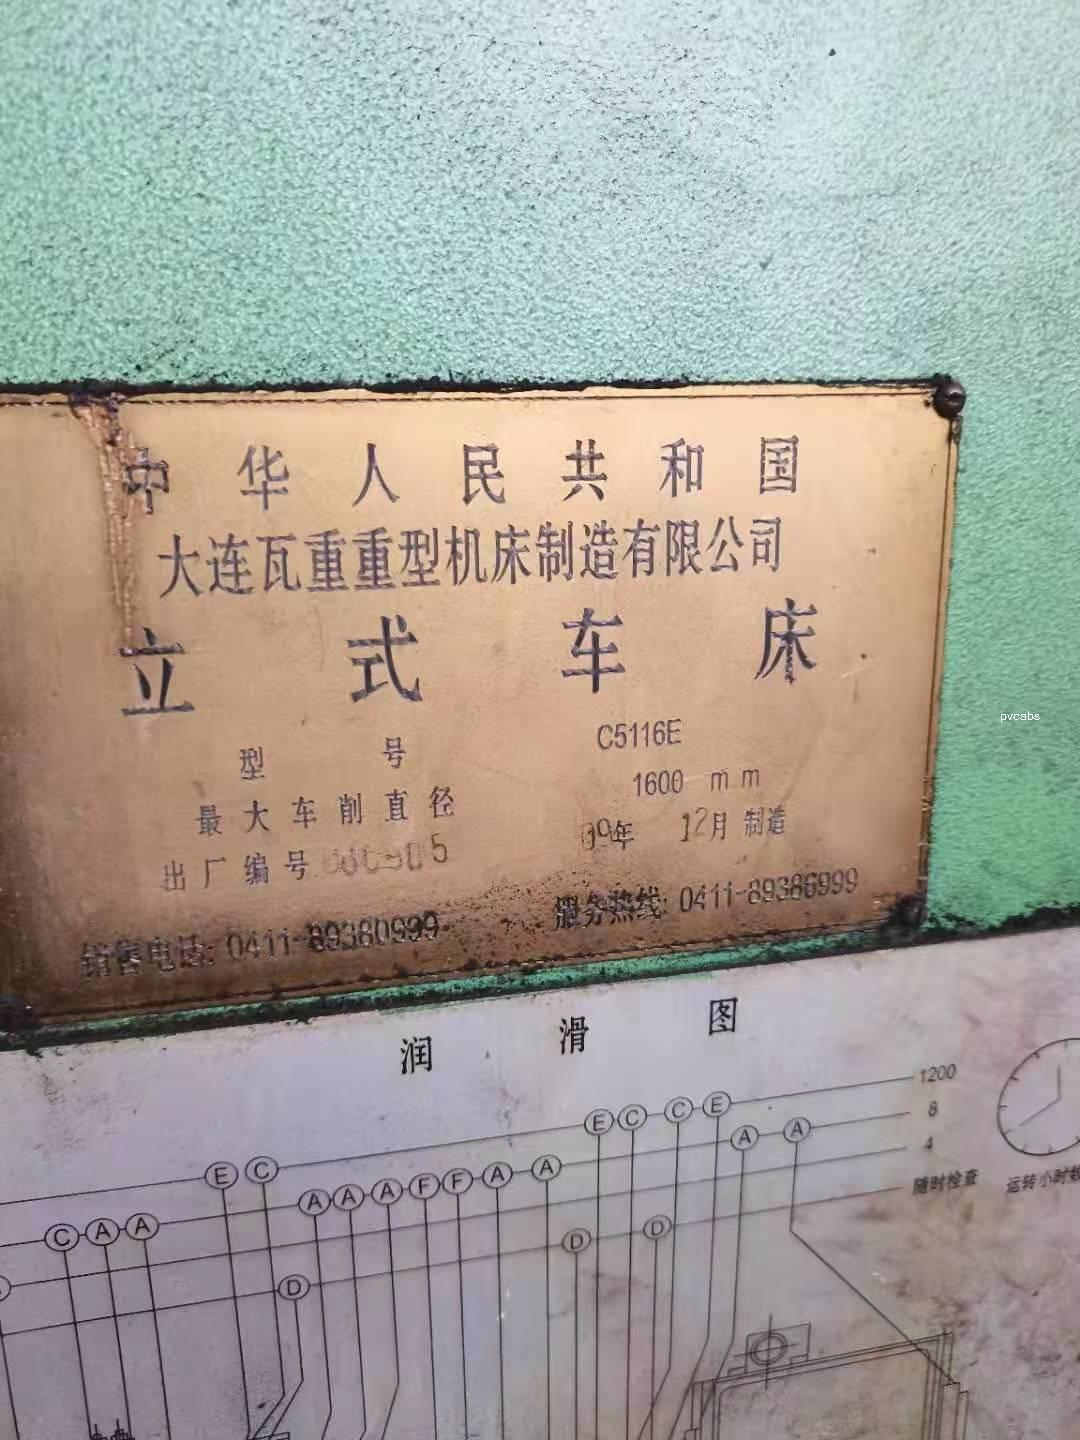 中华人民共和国
大连瓦重重型机床制造有限公司
立式车床
型号 C5116E
最大车削直径 1600 mm
出厂编号 09年 12月 制造
销售电话: 0411-89380999 服务热线: 0411-89386999
pvcabs
润滑图
1200
E C C E
8
A A
E C
A A A F F A A
4
C A A
随时检查
运转小时数
D D
D